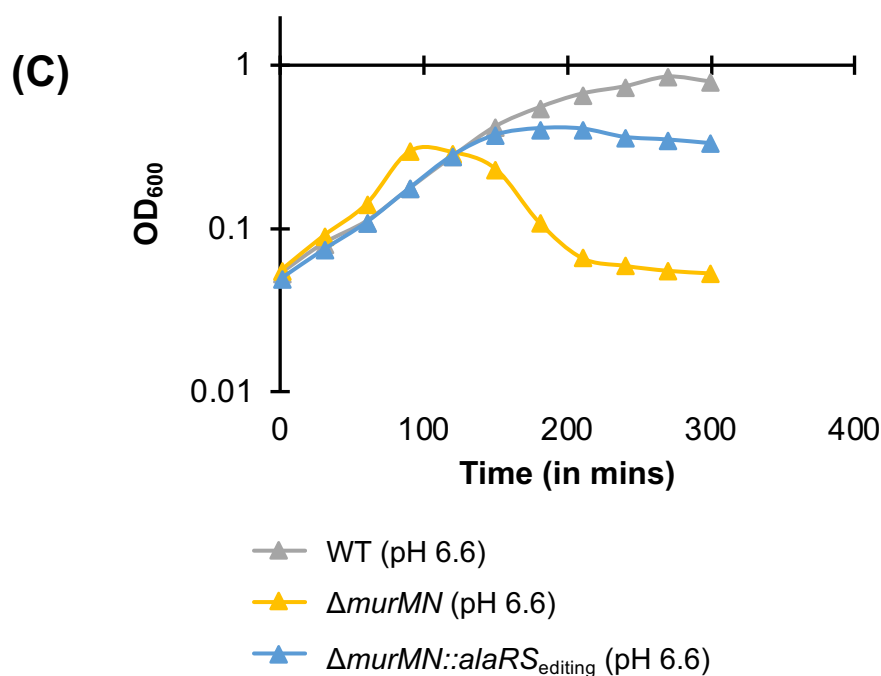 (C)
1
0.1
0.01
OD600
0 100 200 300 400
Time (in mins)
WT (pH 6.6)
ΔmurMN (pH 6.6)
ΔmurMN::alaRSediting (pH 6.6)